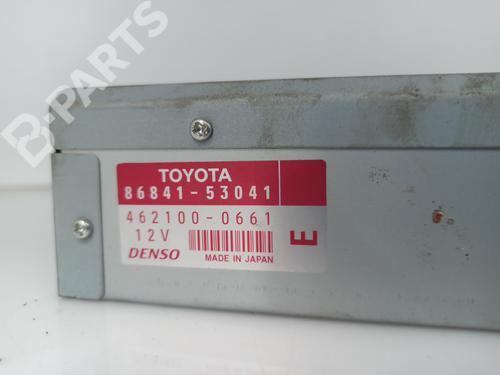 B-PARTS
TOYOTA
86841-53041
462100-0661
12V
DENSO
MADE IN JAPAN
E